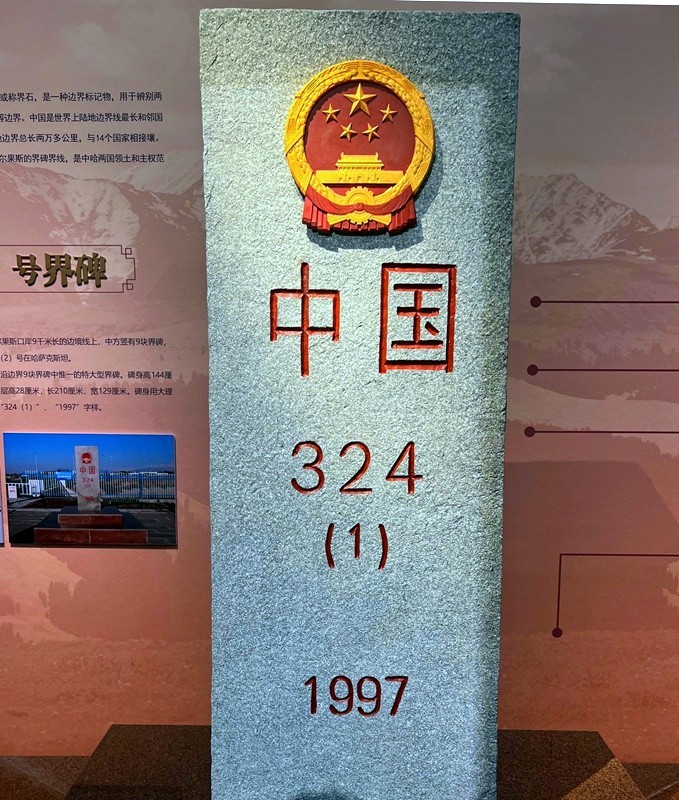 或称界石，是一种边界标记物，用于辨别两
边界。中国是世界上陆地边界线最长和邻国
边界总长两万多公里，与14个国家相接壤。
尔果斯的界碑界线，是中哈两国领土和主权范
号界碑
果斯口岸9千米长的边境线上，中方竖有9块界碑，
（2）号在哈萨克斯坦。
沿边界9块界碑中惟一的特大型界碑。碑身高144厘
层高28厘米，长210厘米，宽129厘米。碑身用大理
“324（1）”、“1997”字样。
中国
324
(1)
1997
中国
324